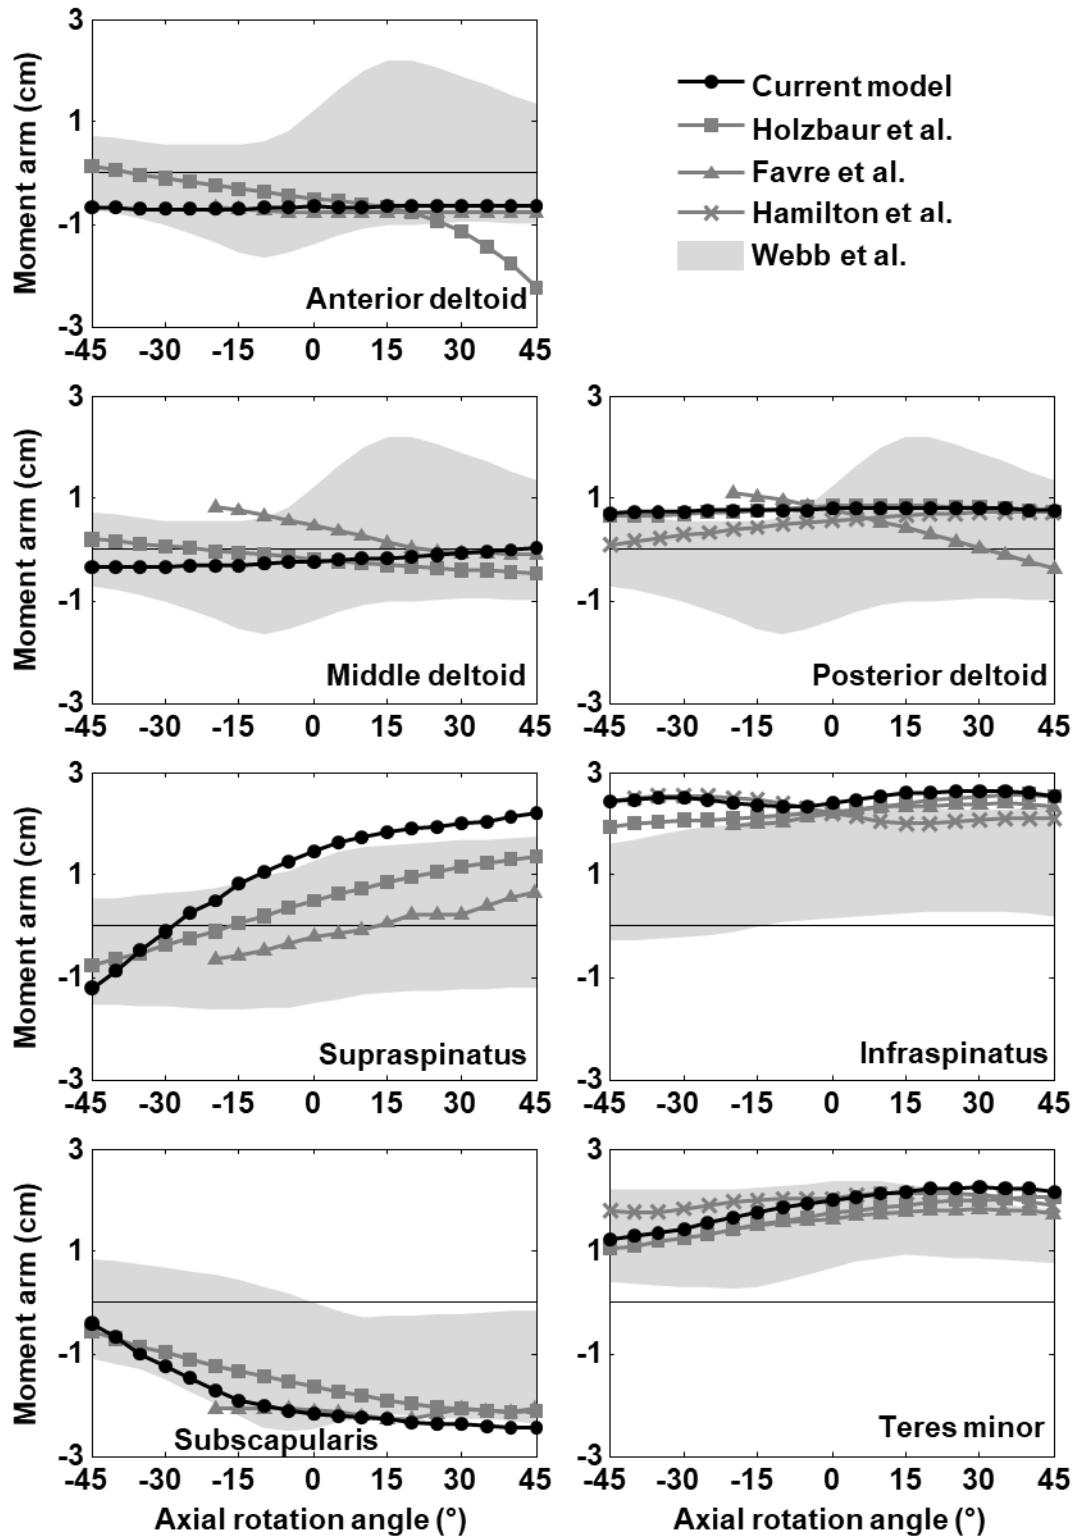 3
1
-1
-3
Moment arm (cm)
Anterior deltoid
-45 -30 -15 0 15 30 45
Current model
Holzbaur et al.
Favre et al.
Hamilton et al.
Webb et al.
3
1
-1
-3
Moment arm (cm)
Middle deltoid
-45 -30 -15 0 15 30 45
3
1
-1
-3
Posterior deltoid
-45 -30 -15 0 15 30 45
3
1
-1
-3
Moment arm (cm)
Supraspinatus
-45 -30 -15 0 15 30 45
3
1
-1
-3
Infraspinatus
-45 -30 -15 0 15 30 45
3
1
-1
-3
Moment arm (cm)
Subscapularis
-45 -30 -15 0 15 30 45
Axial rotation angle (°)
3
1
-1
-3
Teres minor
-45 -30 -15 0 15 30 45
Axial rotation angle (°)